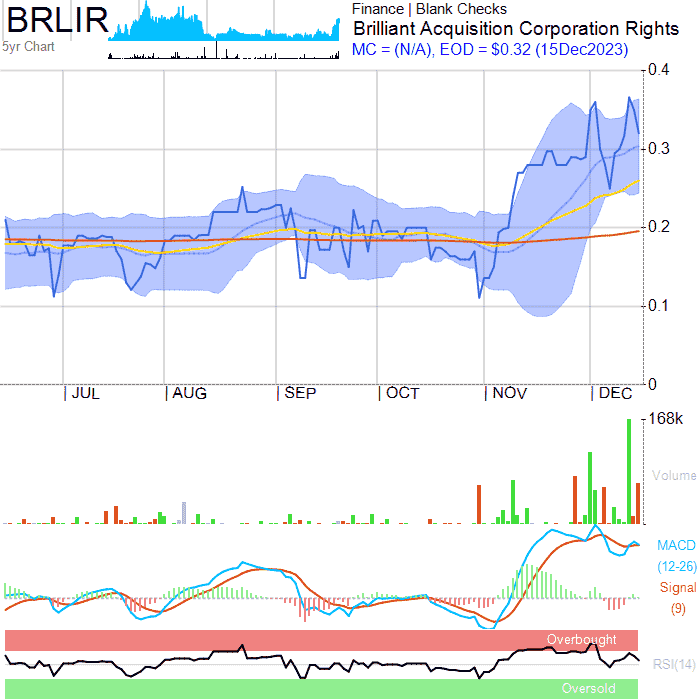 BRLIR
5yr Chart
Finance | Blank Checks
Brilliant Acquisition Corporation Rights
MC = (N/A), EOD = $0.32 (15Dec2023)
0.4
0.3
0.2
0.1
0
JUL AUG SEP OCT NOV DEC
168k
Volume
MACD
(12-26)
Signal
(9)
Overbought
RSI(14)
Oversold